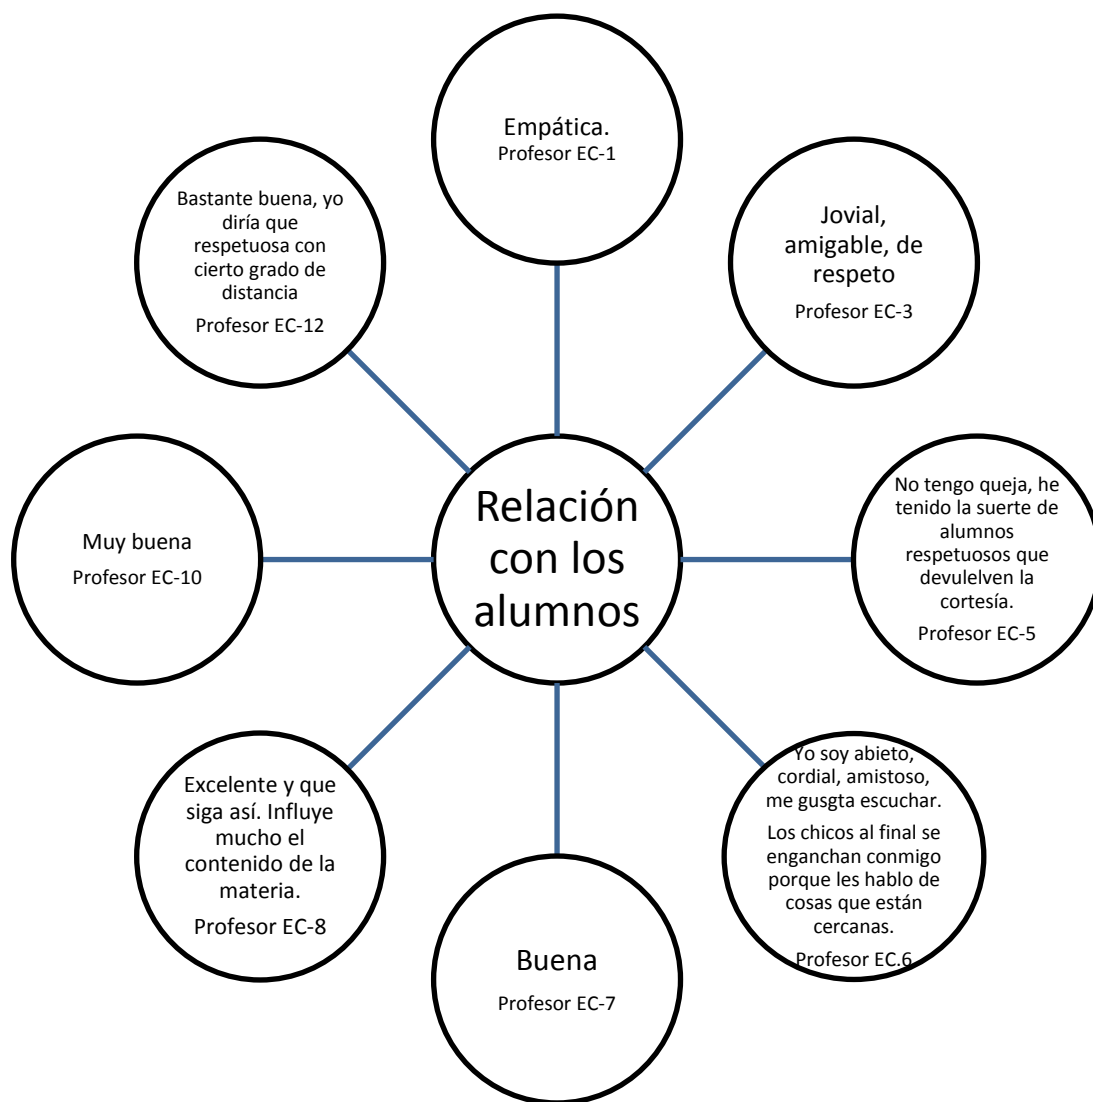 Empática.
Profesor EC-1
Jovial,
amigable, de
respeto
Profesor EC-3
No tengo queja, he
tenido la suerte de
alumnos
respetuosos que
devulelven la
cortesía.
Profesor EC-5
Yo soy abieto,
cordial, amistoso,
me gusgta escuchar.
Los chicos al final se
enganchan conmigo
porque les hablo de
cosas que están
cercanas.
Profesor EC.6
Buena
Profesor EC-7
Excelente y que
siga así. Influye
mucho el
contenido de la
materia.
Profesor EC-8
Muy buena
Profesor EC-10
Bastante buena, yo
diría que
respetuosa con
cierto grado de
distancia
Profesor EC-12
Relación
con los
alumnos